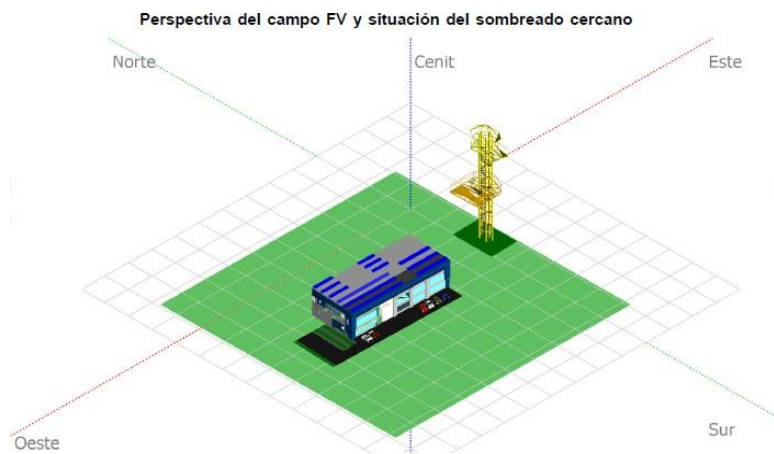 Perspectiva del campo FV y situación del sombreado cercano
Norte
Cenit
Este
Oeste
Sur